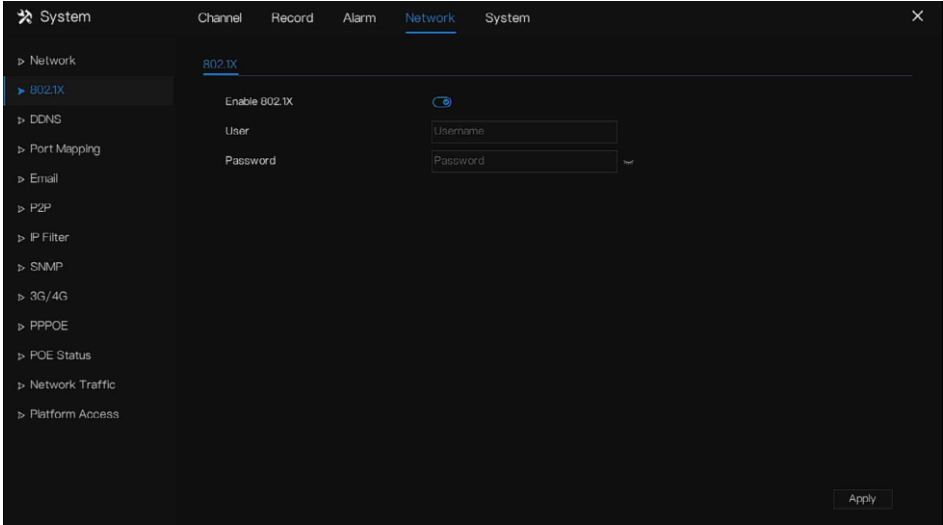 System
Channel Record Alarm Network System
Network
802.1X
DDNS
Port Mapping
Email
P2P
IP Filter
SNMP
3G/4G
PPPOE
POE Status
Network Traffic
Platform Access
802.1X
Enable 802.1X
User Username
Password Password
Apply